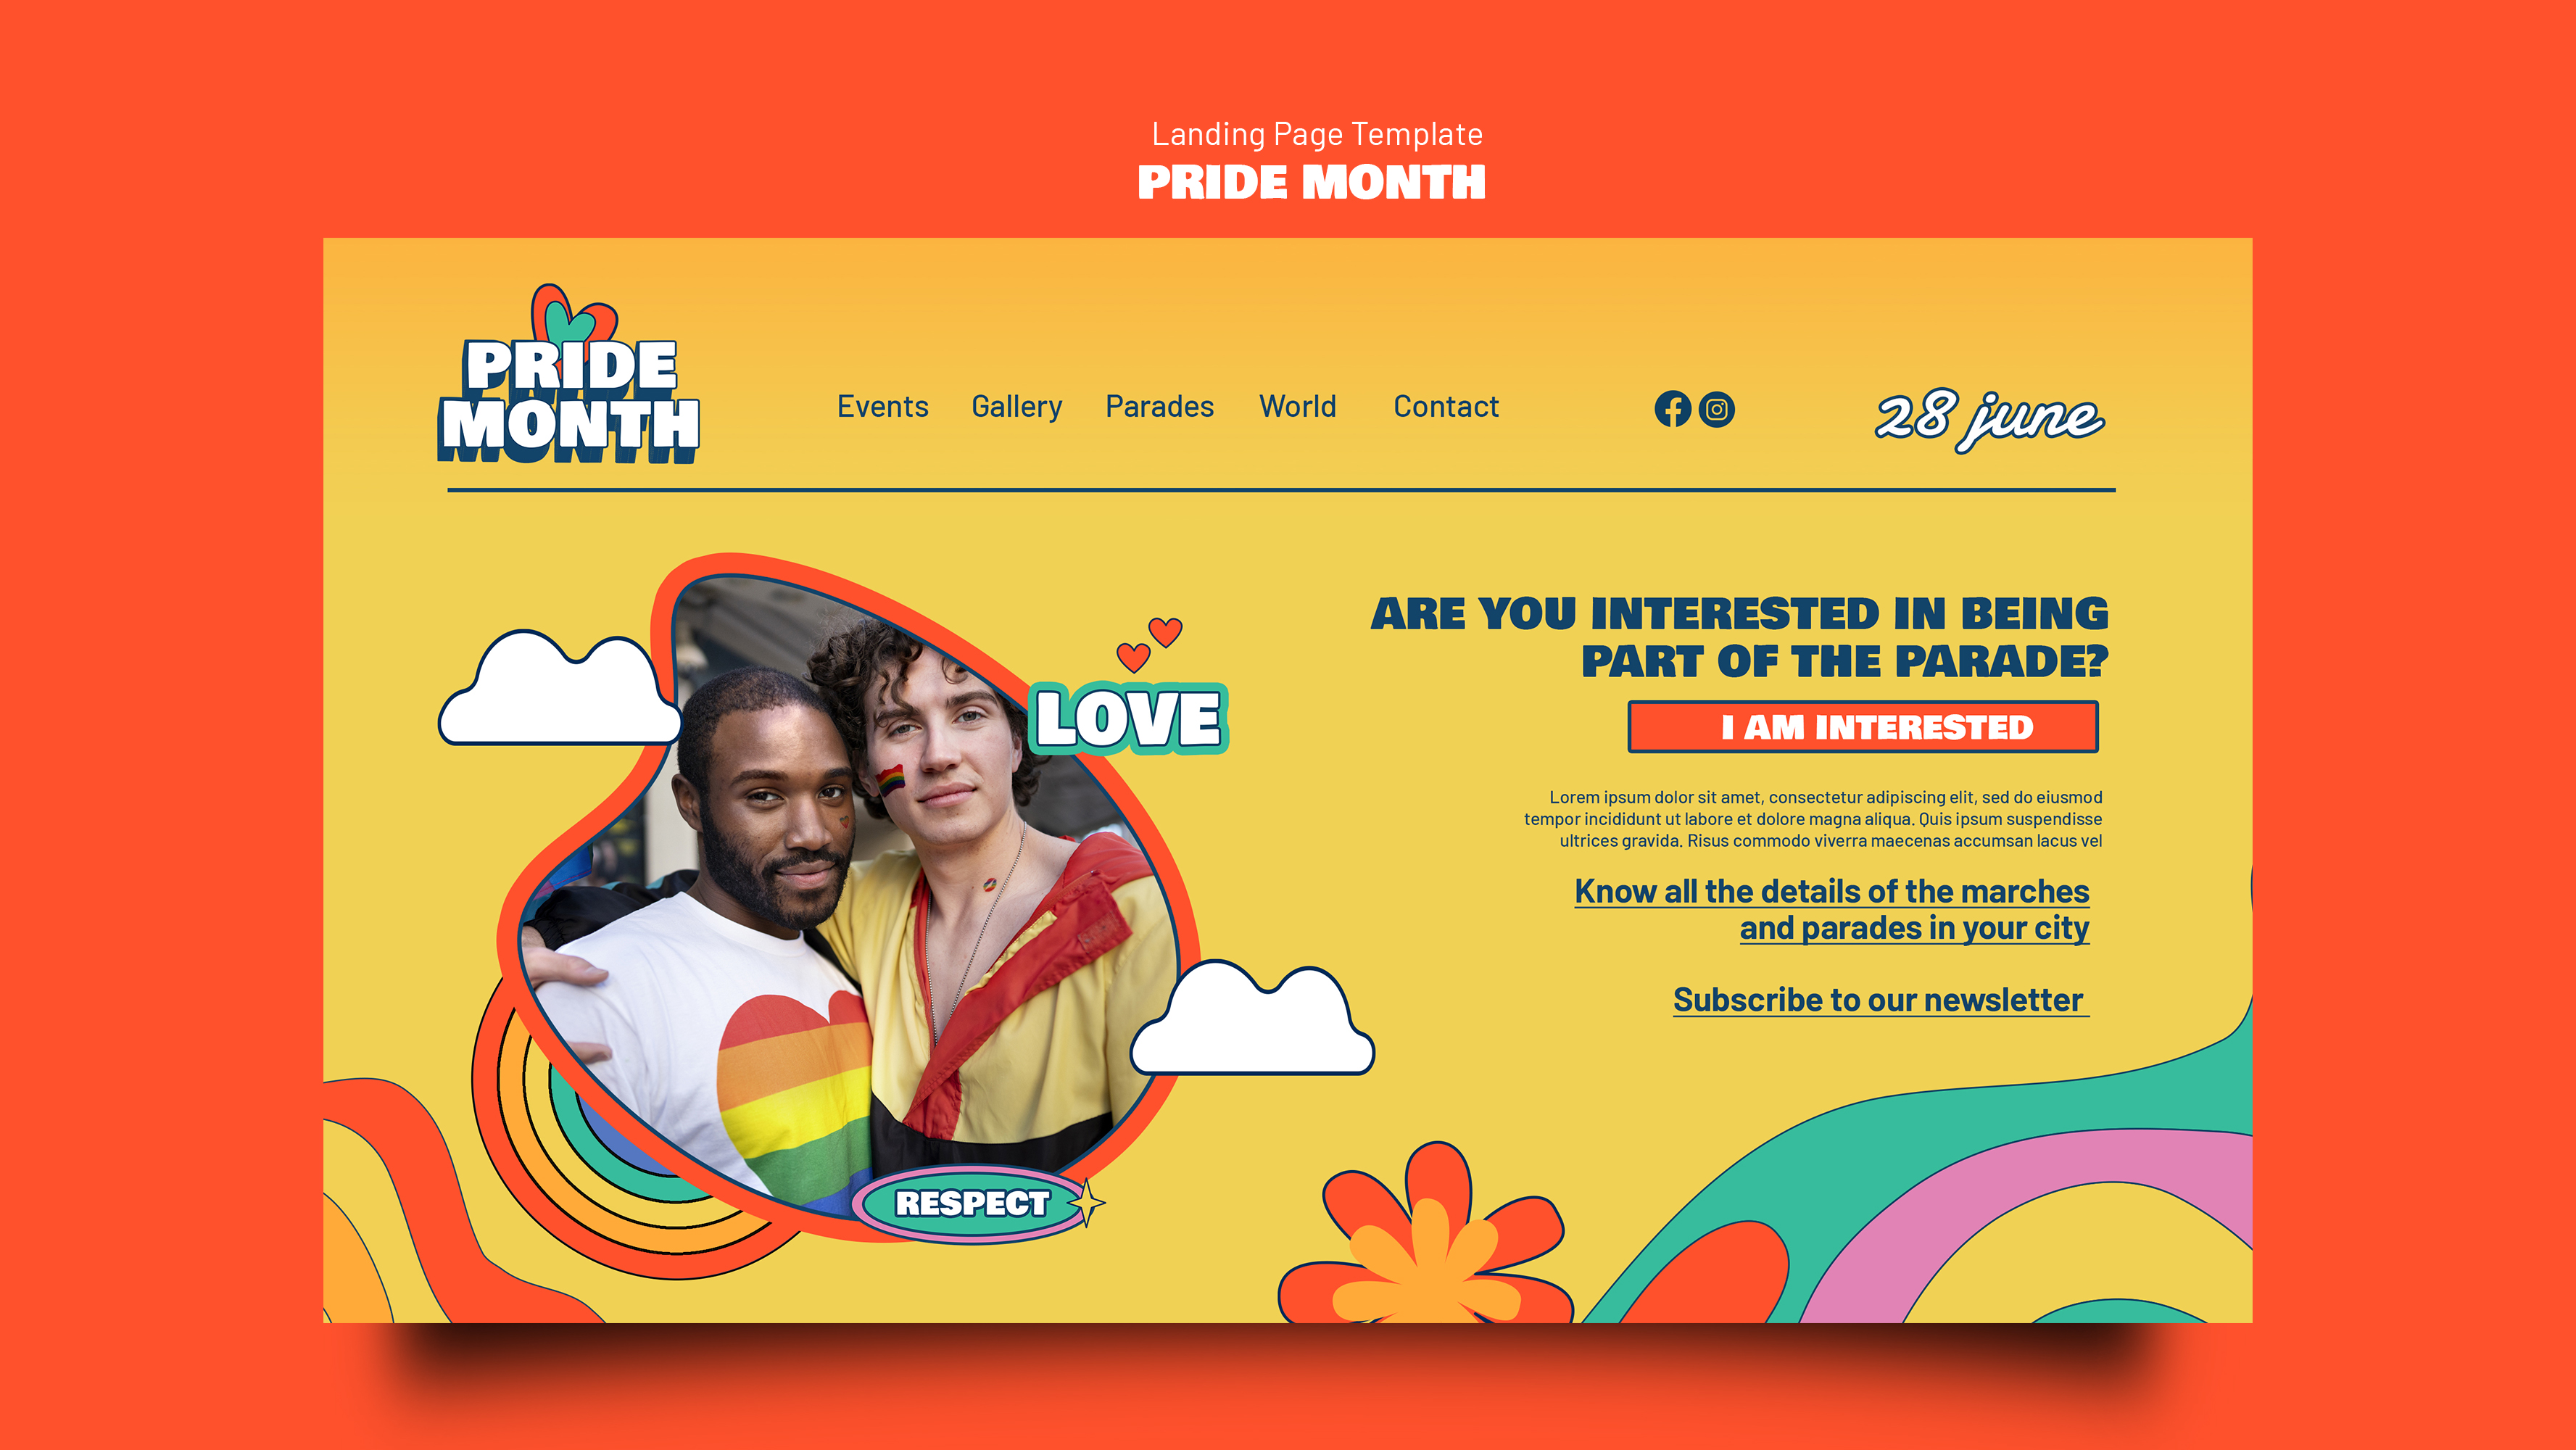 Landing Page Template
PRIDE MONTH
PRIDE
MONTH
Events Gallery Parades World Contact
28 june
ARE YOU INTERESTED IN BEING
PART OF THE PARADE?
LOVE
I AM INTERESTED
Lorem ipsum dolor sit amet, consectetur adipiscing elit, sed do eiusmod
tempor incididunt ut labore et dolore magna aliqua. Quis ipsum suspendisse
ultrices gravida. Risus commodo viverra maecenas accumsan lacus vel
Know all the details of the marches
and parades in your city
Subscribe to our newsletter
RESPECT